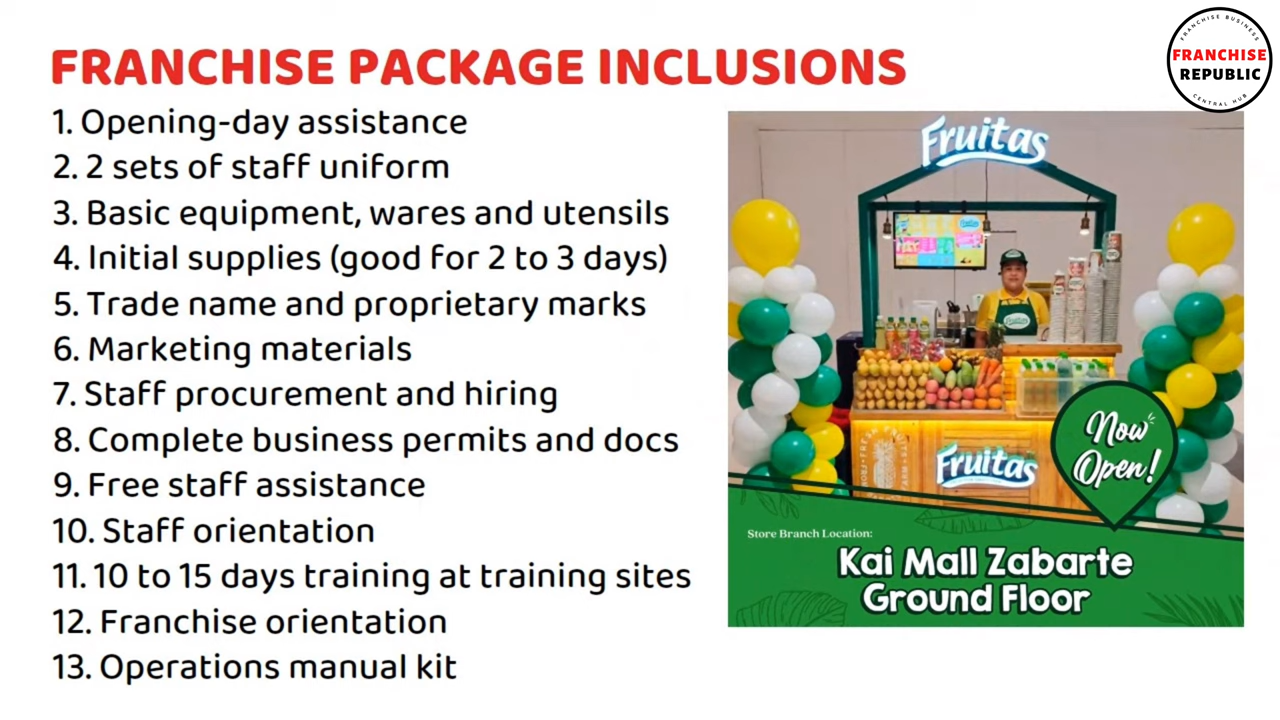 FRANCHISE PACKAGE INCLUSIONS
1. Opening-day assistance
2. 2 sets of staff uniform
3. Basic equipment, wares and utensils
4. Initial supplies (good for 2 to 3 days)
5. Trade name and proprietary marks
6. Marketing materials
7. Staff procurement and hiring
8. Complete business permits and docs
9. Free staff assistance
10. Staff orientation
11. 10 to 15 days training at training sites
12. Franchise orientation
13. Operations manual kit
FRANCHISE BUSINESS
FRANCHISE
REPUBLIC
CENTRAL HUB
Fruitas
Fruitas
Now
Open!
Store Branch Location:
Kai Mall Zabarte
Ground Floor